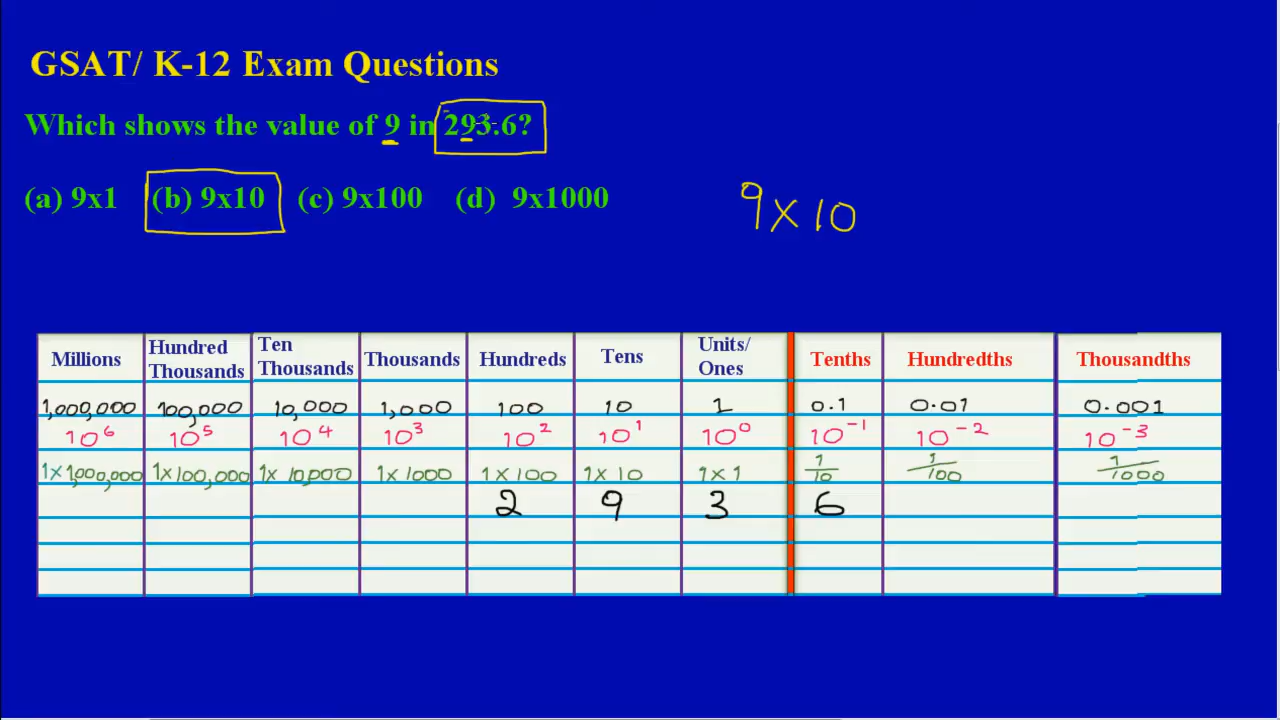 GSAT/ K-12 Exam Questions
Which shows the value of 9 in 293.6?
(a) 9x1 (b) 9x10 (c) 9x100 (d) 9x1000
9 x 10
Millions Hundred Thousands Ten Thousands Thousands Hundreds Tens Units/ Ones Tenths Hundredths Thousandths
1,000,000 100,000 10,000 1,000 100 10 1 0.1 0.01 0.001
10⁶ 10⁵ 10⁴ 10³ 10² 10¹ 10⁰ 10⁻¹ 10⁻² 10⁻³
1x1,000,000 1x100,000 1x10,000 1x1000 1x100 1x10 1x1 1/10 1/100 1/1000
2 9 3 6